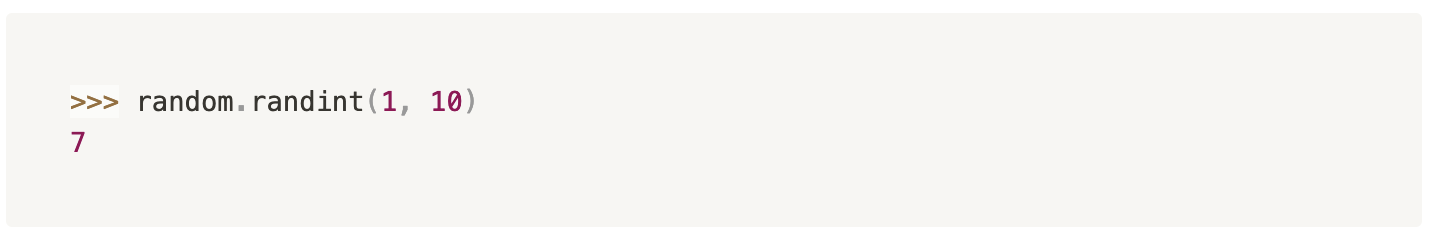 >>> random.randint(1, 10)
7